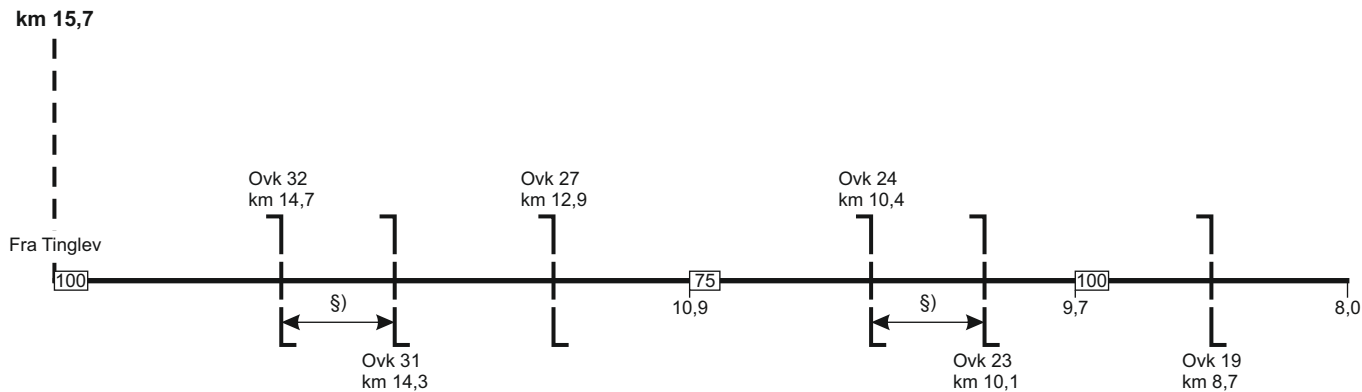 km 15,7
Ovk 32
km 14,7
Ovk 27
km 12,9
Ovk 24
km 10,4
Fra Tinglev
100
75
100
§)
§)
10,9
9,7
8,0
Ovk 31
km 14,3
Ovk 23
km 10,1
Ovk 19
km 8,7